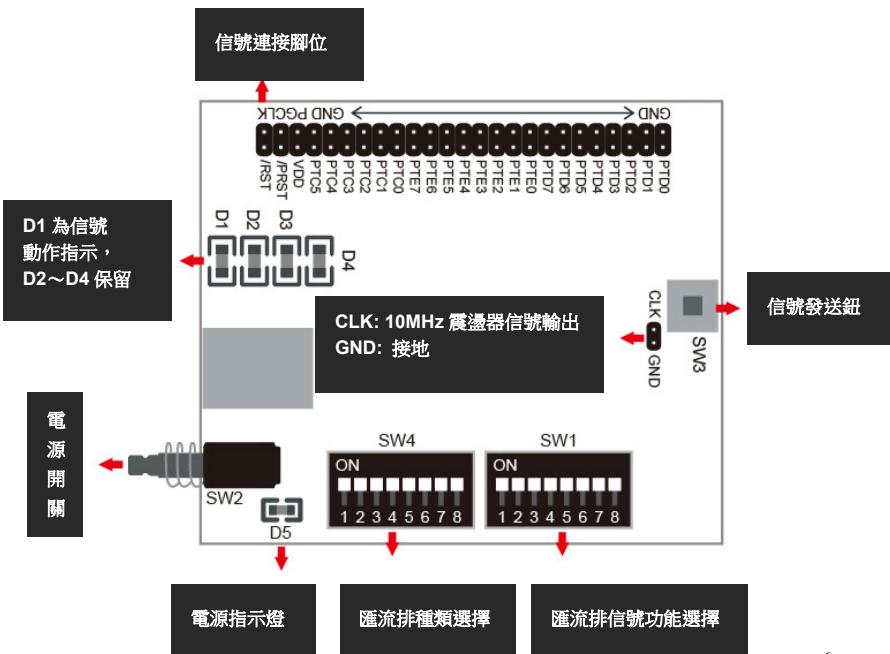 信號連接腳位
PGCLK GND GND
/RST /PRST VDD PTC5 PTC4 PTC3 PTC2 PTC1 PTC0 PTE7 PTE6 PTE5 PTE4 PTE3 PTE2 PTE1 PTE0 PTD7 PTD6 PTD5 PTD4 PTD3 PTD2 PTD1 PTD0
D1 為信號
動作指示，
D2～D4 保留
D1 D2 D3 D4
CLK: 10MHz 震盪器信號輸出
GND: 接地
CLK GND
SW3
信號發送鈕
電
源
開
關
SW2
D5
SW4
ON
1 2 3 4 5 6 7 8
SW1
ON
1 2 3 4 5 6 7 8
電源指示燈
匯流排種類選擇
匯流排信號功能選擇